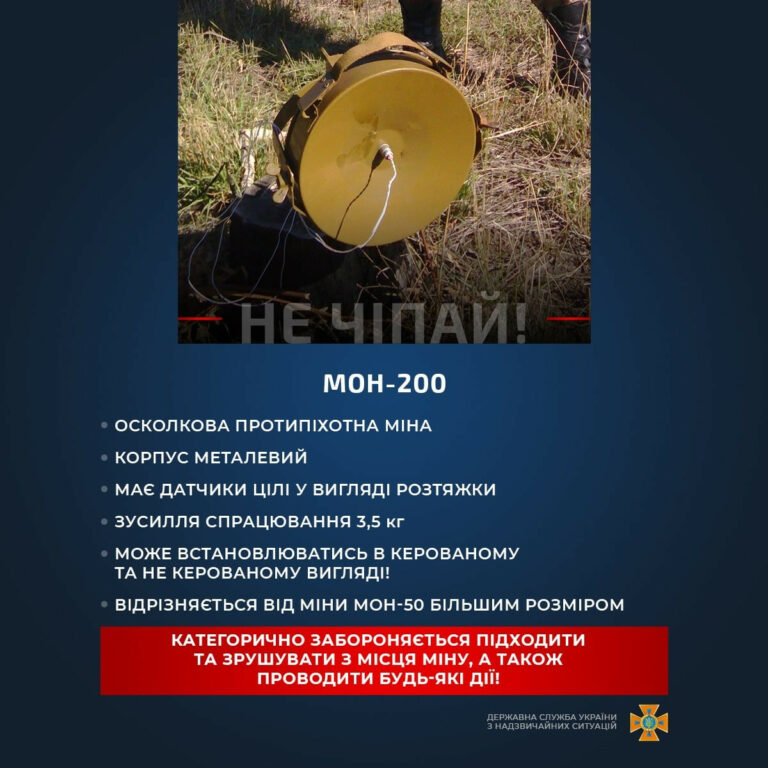 НЕ ЧІПАЙ!
МОН-200
ОСКОЛКОВА ПРОТИПІХОТНА МІНА
КОРПУС МЕТАЛЕВИЙ
МАЄ ДАТЧИКИ ЦІЛІ У ВИГЛЯДІ РОЗТЯЖКИ
ЗУСИЛЛЯ СПРАЦЮВАННЯ 3,5 кг
МОЖЕ ВСТАНОВЛЮВАТИСЬ В КЕРОВАНОМУ
ТА НЕ КЕРОВАНОМУ ВИГЛЯДІ!
ВІДРІЗНЯЄТЬСЯ ВІД МІНИ МОН-50 БІЛЬШИМ РОЗМІРОМ
КАТЕГОРИЧНО ЗАБОРОНЯЄТЬСЯ ПІДХОДИТИ
ТА ЗРУШУВАТИ З МІСЦЯ МІНУ, А ТАКОЖ
ПРОВОДИТИ БУДЬ-ЯКІ ДІЇ!
ДЕРЖАВНА СЛУЖБА УКРАЇНИ
З НАДЗВИЧАЙНИХ СИТУАЦІЙ